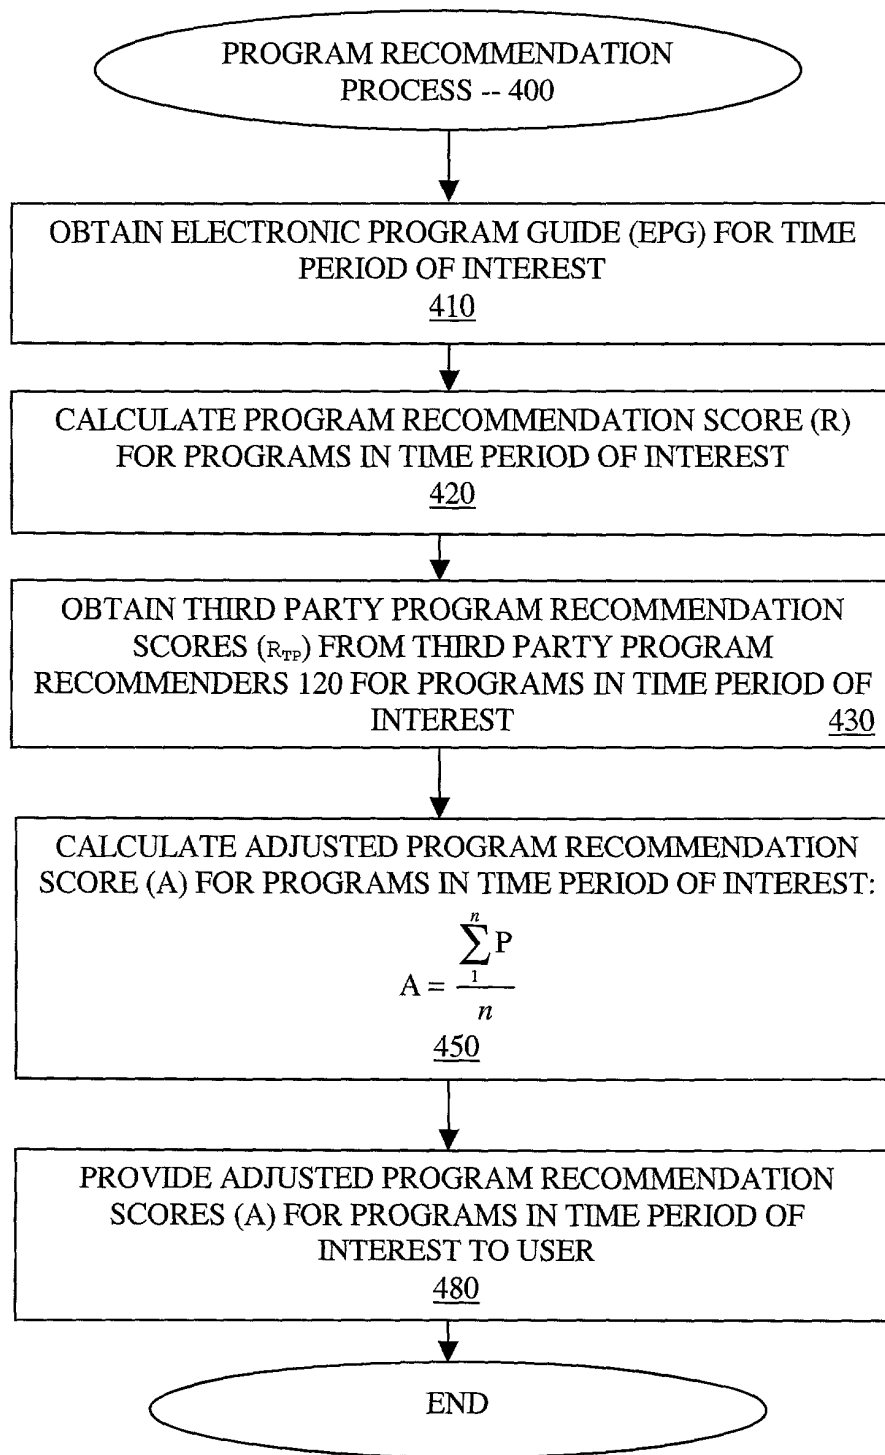 PROGRAM RECOMMENDATION
PROCESS -- 400
OBTAIN ELECTRONIC PROGRAM GUIDE (EPG) FOR TIME
PERIOD OF INTEREST
410
CALCULATE PROGRAM RECOMMENDATION SCORE (R)
FOR PROGRAMS IN TIME PERIOD OF INTEREST
420
OBTAIN THIRD PARTY PROGRAM RECOMMENDATION
SCORES (R_TP) FROM THIRD PARTY PROGRAM
RECOMMENDERS 120 FOR PROGRAMS IN TIME PERIOD OF
INTEREST 430
CALCULATE ADJUSTED PROGRAM RECOMMENDATION
SCORE (A) FOR PROGRAMS IN TIME PERIOD OF INTEREST:
n
A = ∑ P
1
n
450
PROVIDE ADJUSTED PROGRAM RECOMMENDATION
SCORES (A) FOR PROGRAMS IN TIME PERIOD OF
INTEREST TO USER
480
END